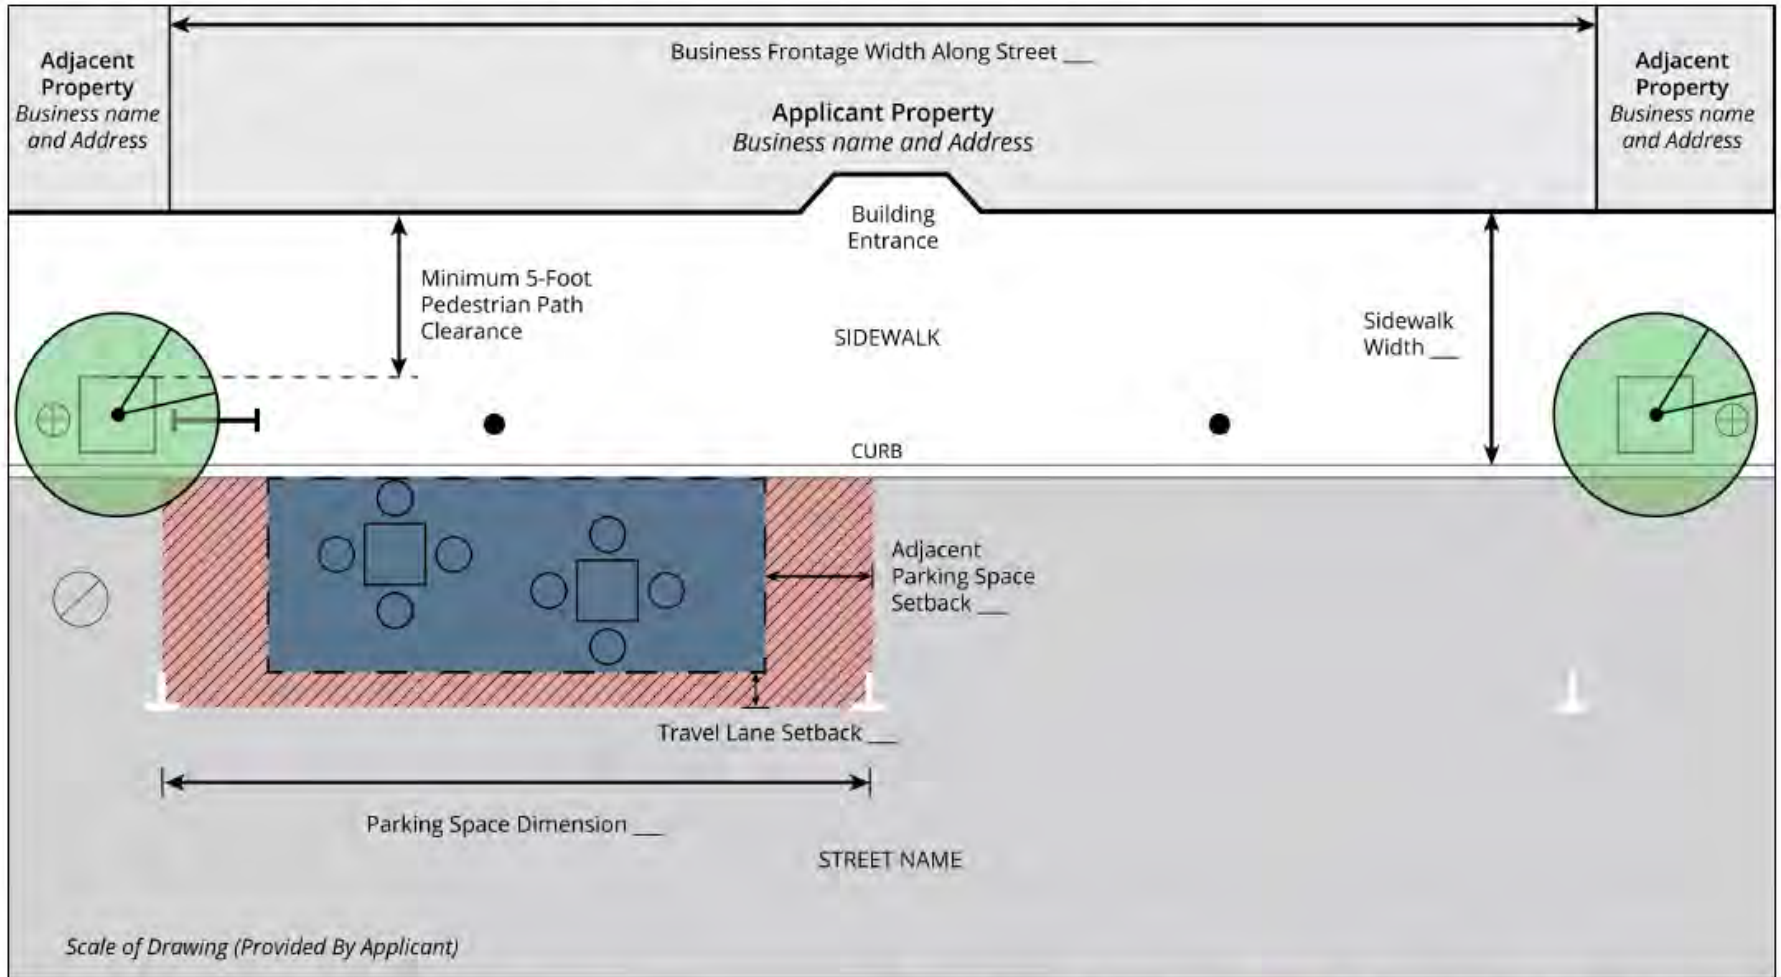 Business Frontage Width Along Street ___
Adjacent
Property
Business name
and Address
Applicant Property
Business name and Address
Adjacent
Property
Business name
and Address
Building
Entrance
Minimum 5-Foot
Pedestrian Path
Clearance
SIDEWALK
Sidewalk
Width ___
CURB
Adjacent
Parking Space
Setback ___
Travel Lane Setback ___
Parking Space Dimension ___
STREET NAME
Scale of Drawing (Provided By Applicant)